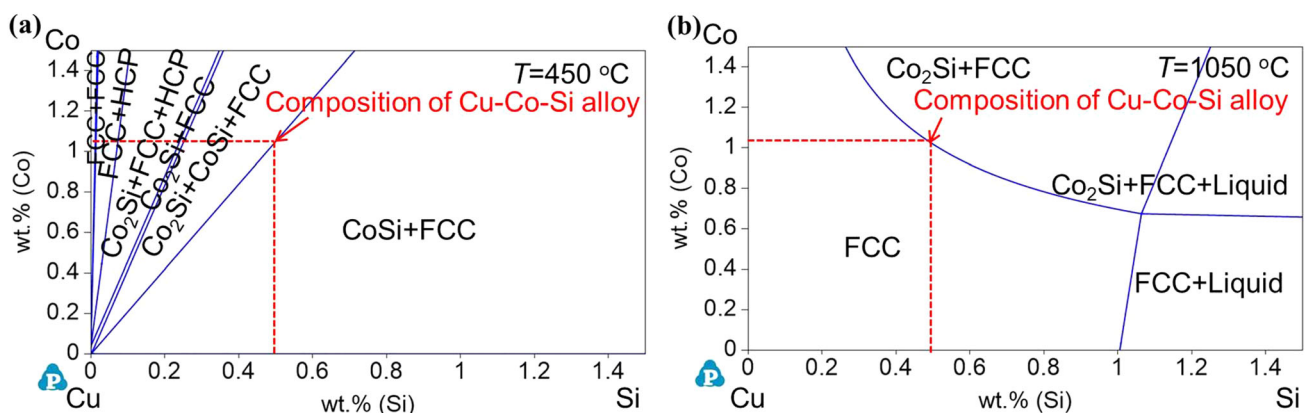 (a)
Co
1.4
1.2
1
0.8
0.6
0.4
0.2
0
wt.% (Co)
FCC+FCC
FCC+HCP
Co₂Si+FCC+HCP
Co₂Si+FCC
Co₂Si+CoSi+FCC
T=450 °C
Composition of Cu-Co-Si alloy
CoSi+FCC
0 0.2 0.4 0.6 0.8 1 1.2 1.4
P
Cu
wt.% (Si)
Si
(b)
Co
1.4
1.2
1
0.8
0.6
0.4
0.2
0
wt.% (Co)
Co₂Si+FCC
T=1050 °C
Composition of Cu-Co-Si alloy
Co₂Si+FCC+Liquid
FCC
FCC+Liquid
0 0.2 0.4 0.6 0.8 1 1.2 1.4
P
Cu
wt.% (Si)
Si